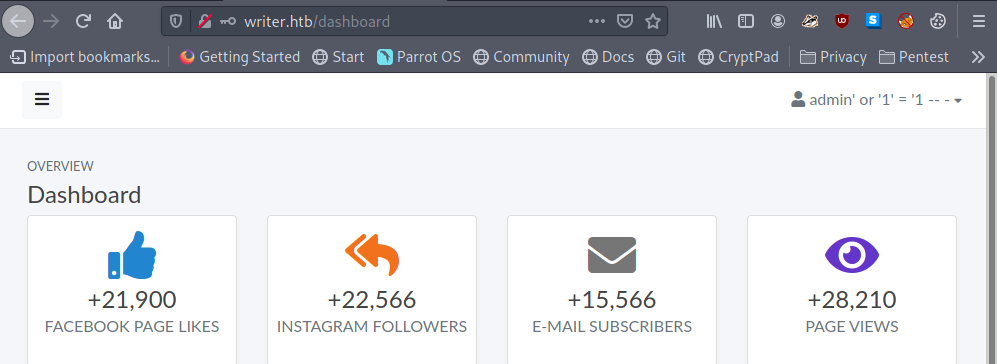 writer.htb/dashboard
Import bookmarks... Getting Started Start Parrot OS Community Docs Git CryptPad Privacy Pentest
admin' or '1' = '1 -- -
OVERVIEW
Dashboard
+21,900 +22,566 +15,566 +28,210
FACEBOOK PAGE LIKES INSTAGRAM FOLLOWERS E-MAIL SUBSCRIBERS PAGE VIEWS